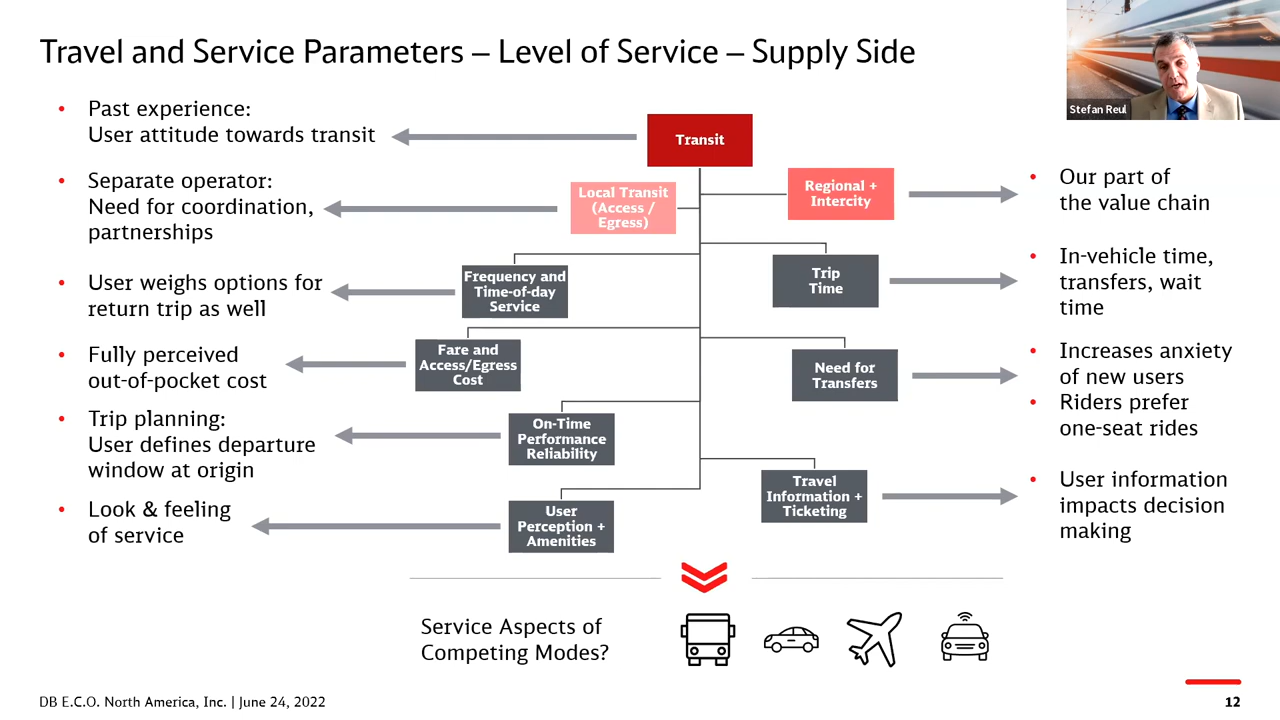 Travel and Service Parameters – Level of Service – Supply Side
Stefan Reul
• Past experience:
User attitude towards transit
• Separate operator:
Need for coordination,
partnerships
• User weighs options for
return trip as well
• Fully perceived
out-of-pocket cost
• Trip planning:
User defines departure
window at origin
• Look & feeling
of service
Transit
Local Transit
(Access /
Egress)
Regional +
Intercity
Frequency and
Time-of-day
Service
Trip
Time
Fare and
Access/Egress
Cost
Need for
Transfers
On-Time
Performance
Reliability
Travel
Information +
Ticketing
User
Perception +
Amenities
• Our part of
the value chain
• In-vehicle time,
transfers, wait
time
• Increases anxiety
of new users
• Riders prefer
one-seat rides
• User information
impacts decision
making
Service Aspects of
Competing Modes?
DB E.C.O. North America, Inc. | June 24, 2022
12